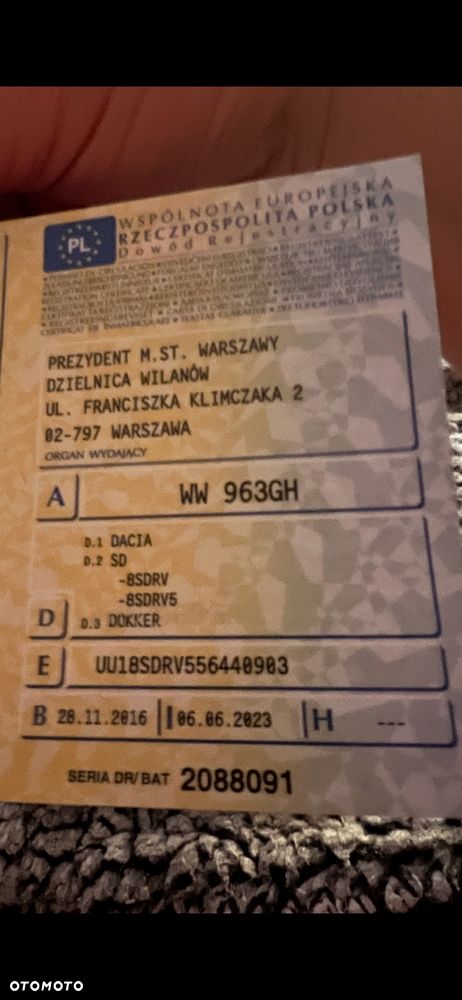 PL
WSPÓLNOTA EUROPEJSKA
RZECZPOSPOLITA POLSKA
Dowód Rejestracyjny
PREZYDENT M.ST. WARSZAWY
DZIELNICA WILANÓW
UL. FRANCISZKA KLIMCZAKA 2
02-797 WARSZAWA
ORGAN WYDAJĄCY
A WW 963GH
D.1 DACIA
D.2 SD
-8SDRV
-8SDRV5
D D.3 DOKKER
E UU18SDRV556440903
B 28.11.2016 I 06.06.2023 H ---
SERIA DR/BAT 2088091
OTOMOTO